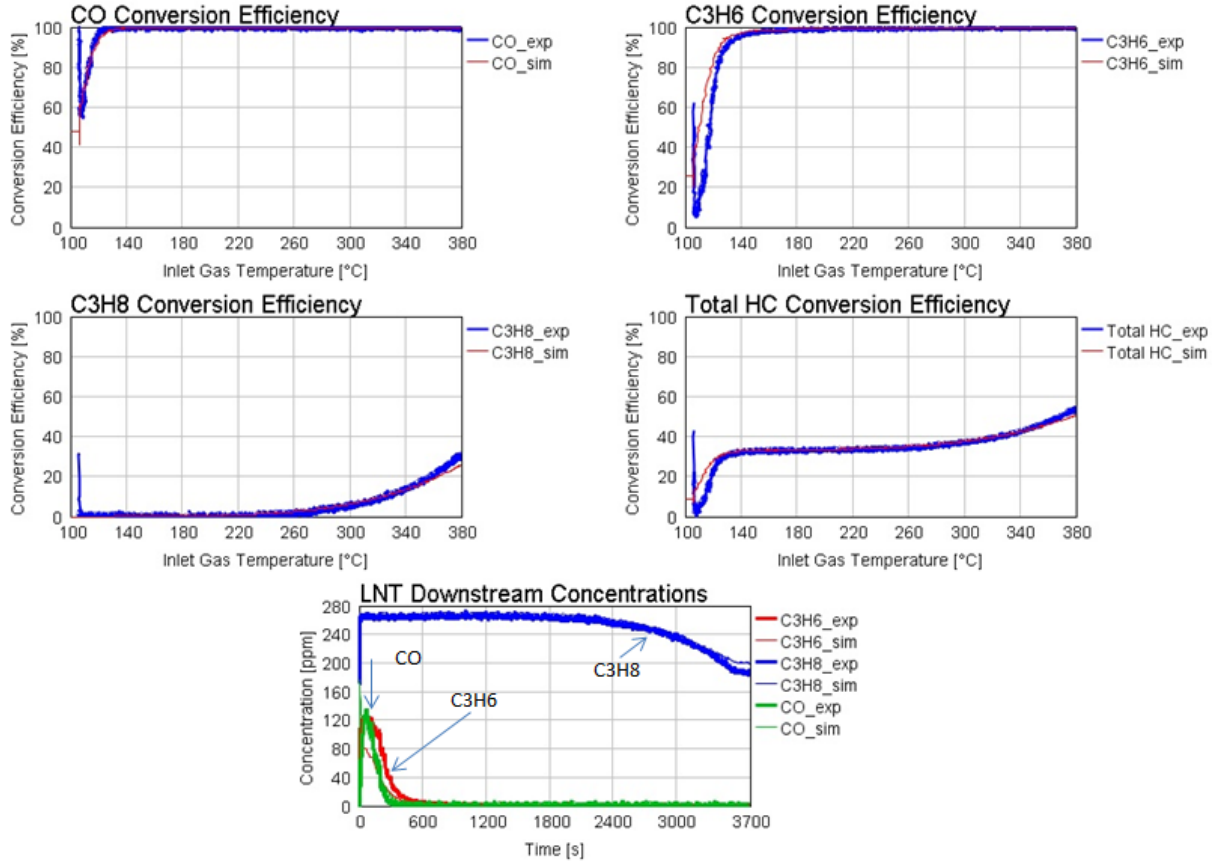 CO Conversion Efficiency
Conversion Efficiency [%]
100
80
60
40
20
0
100 140 180 220 260 300 340 380
Inlet Gas Temperature [°C]
CO_exp
CO_sim
C3H6 Conversion Efficiency
Conversion Efficiency [%]
100
80
60
40
20
0
100 140 180 220 260 300 340 380
Inlet Gas Temperature [°C]
C3H6_exp
C3H6_sim
C3H8 Conversion Efficiency
Conversion Efficiency [%]
100
80
60
40
20
0
100 140 180 220 260 300 340 380
Inlet Gas Temperature [°C]
C3H8_exp
C3H8_sim
Total HC Conversion Efficiency
Conversion Efficiency [%]
100
80
60
40
20
0
100 140 180 220 260 300 340 380
Inlet Gas Temperature [°C]
Total HC_exp
Total HC_sim
LNT Downstream Concentrations
Concentration [ppm]
280
240
200
160
120
80
40
0
0 600 1200 1800 2400 3000 3700
Time [s]
CO
C3H6
C3H8
C3H6_exp
C3H6_sim
C3H8_exp
C3H8_sim
CO_exp
CO_sim